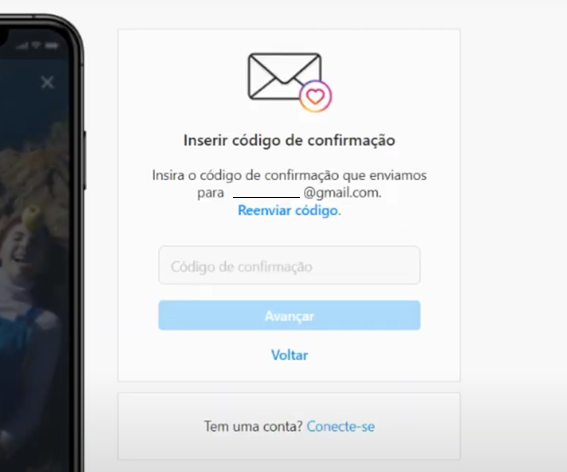 Inserir código de confirmação
Insira o código de confirmação que enviamos
para __________ @gmail.com.
Reenviar código.
Código de confirmação
Avançar
Voltar
Tem uma conta? Conecte-se